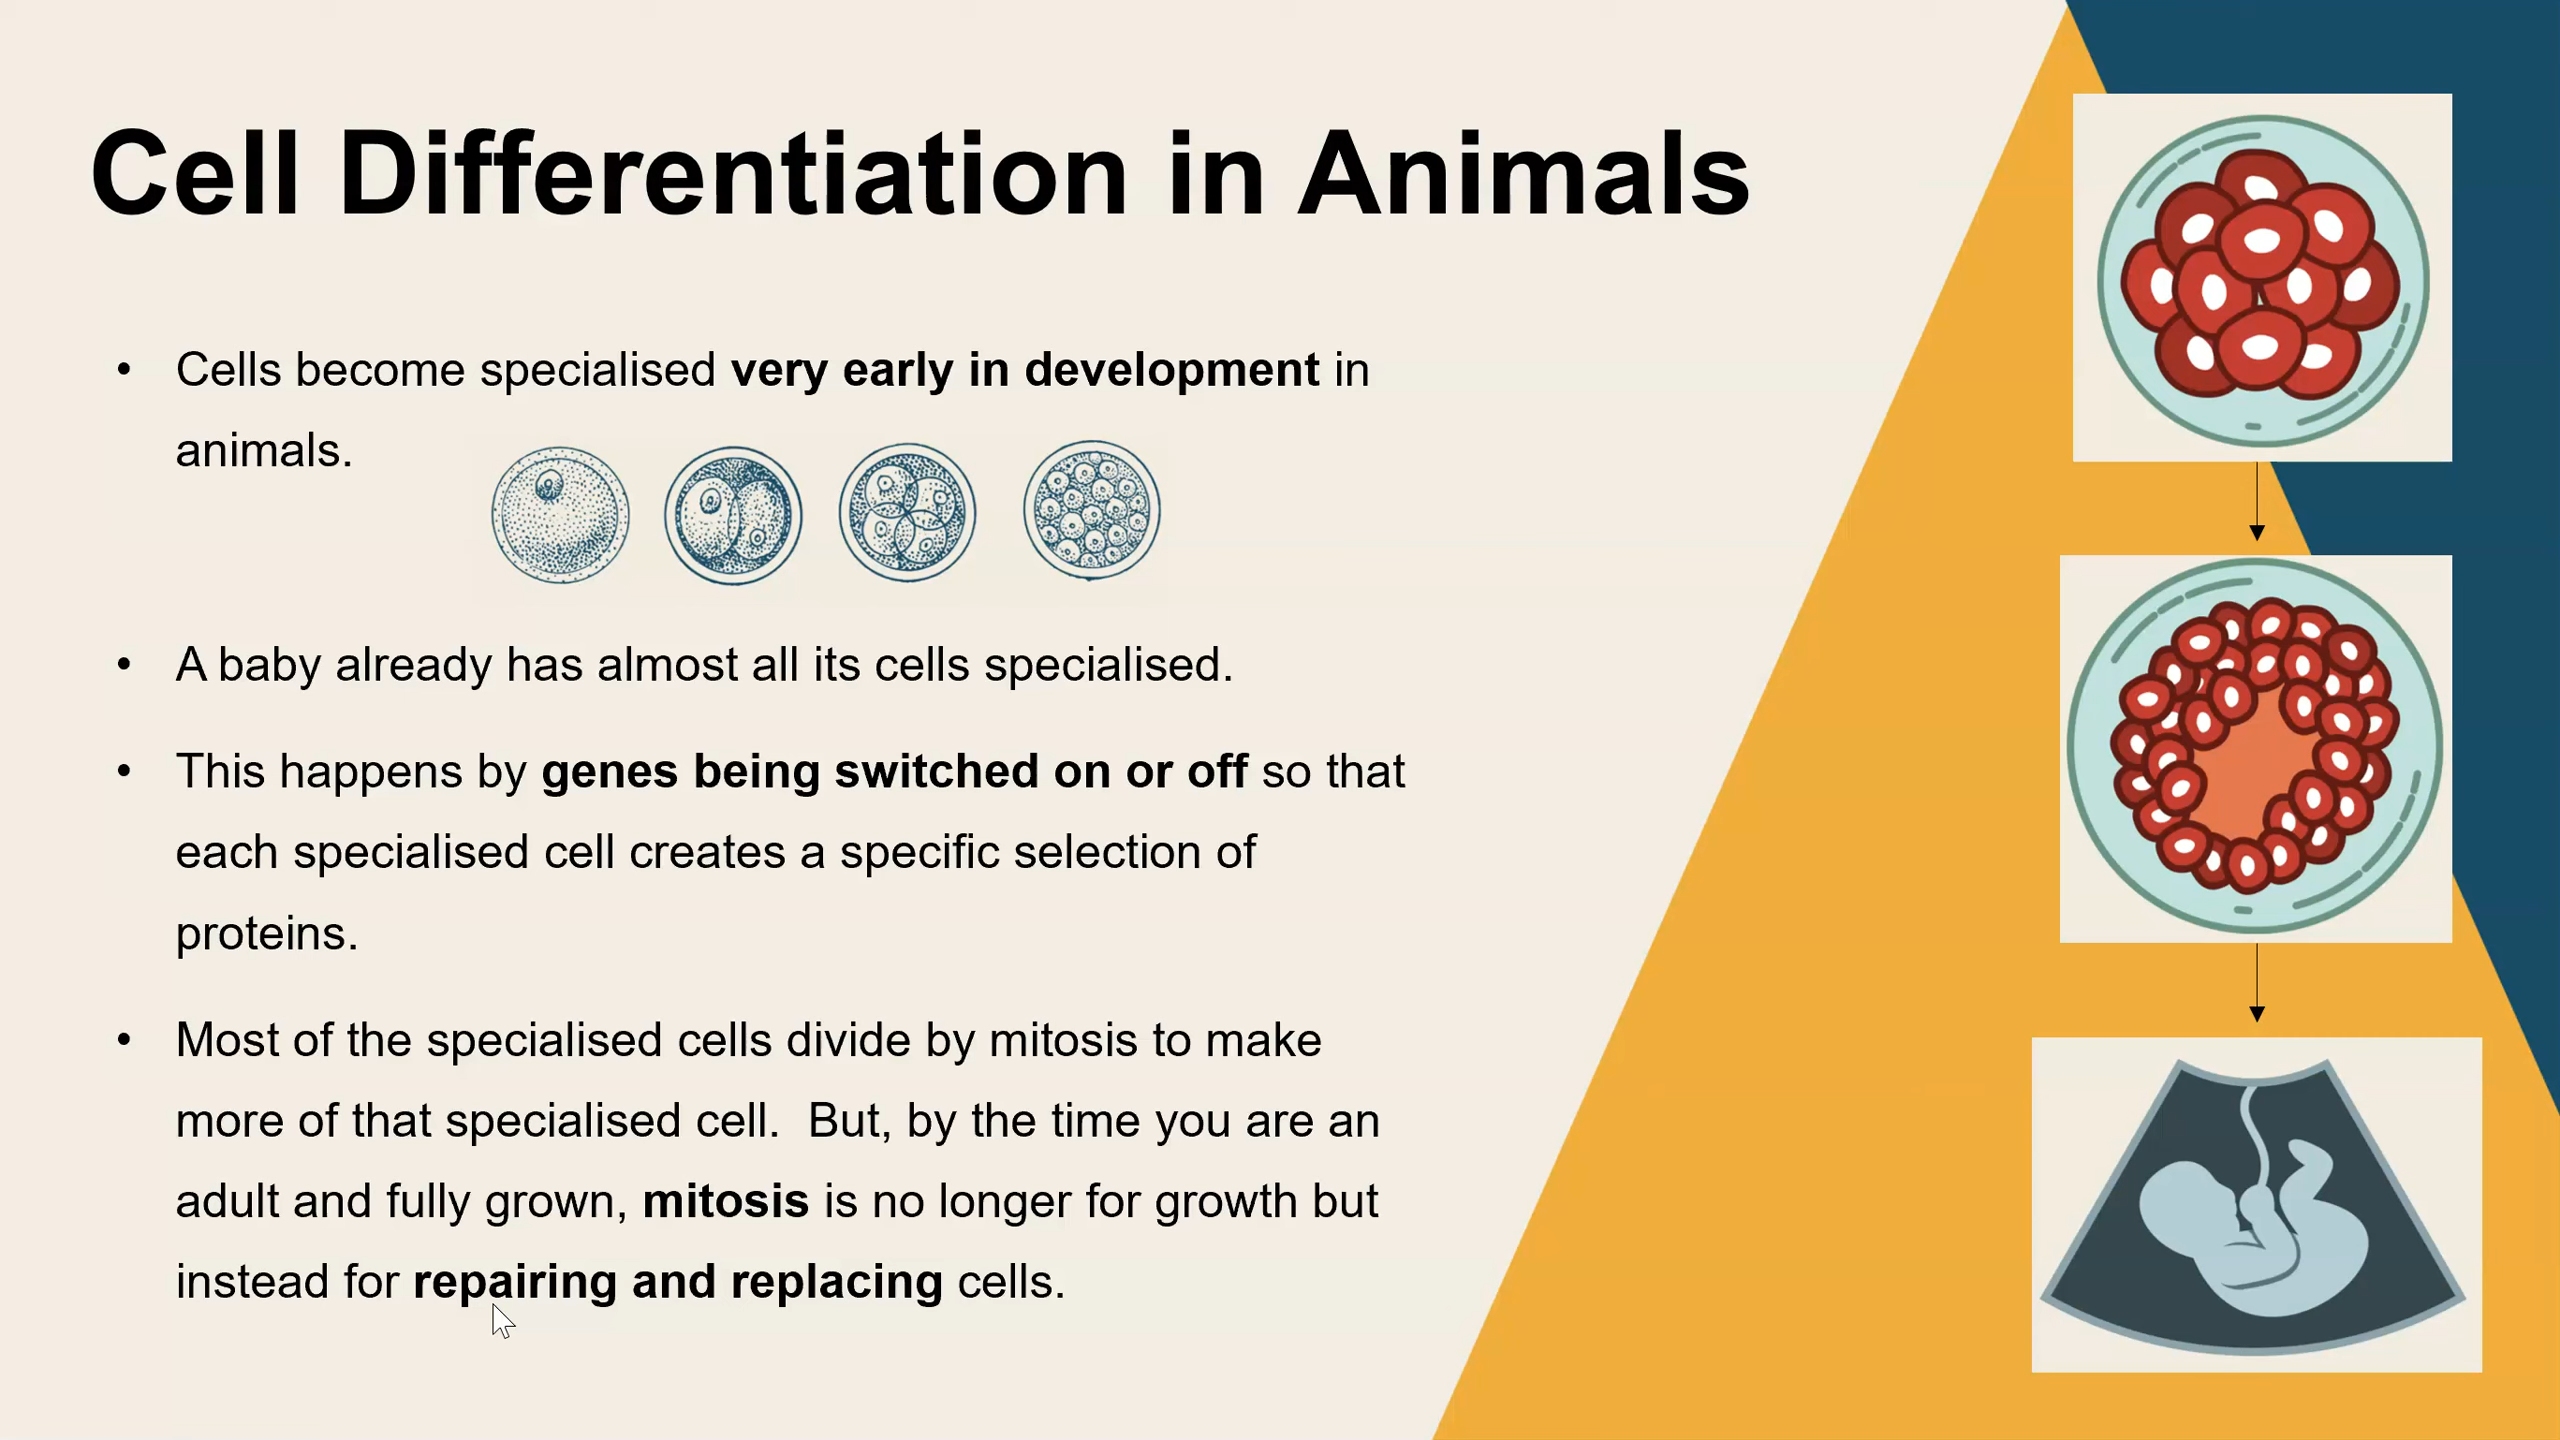 Cell Differentiation in Animals
• Cells become specialised very early in development in
animals.
• A baby already has almost all its cells specialised.
• This happens by genes being switched on or off so that
each specialised cell creates a specific selection of
proteins.
• Most of the specialised cells divide by mitosis to make
more of that specialised cell.  But, by the time you are an
adult and fully grown, mitosis is no longer for growth but
instead for repairing and replacing cells.